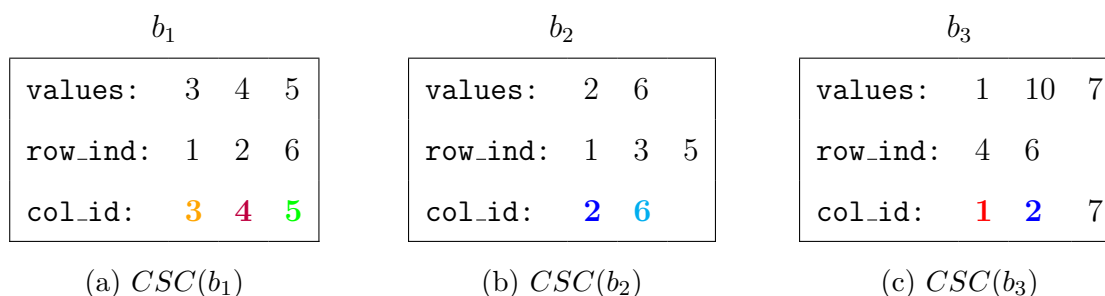 b1 b2 b3
values: 3 4 5 values: 2 6 values: 1 10 7
row_ind: 1 2 6 row_ind: 1 3 5 row_ind: 4 6
col_id: 3 4 5 col_id: 2 6 col_id: 1 2 7
(a) CSC(b1) (b) CSC(b2) (c) CSC(b3)